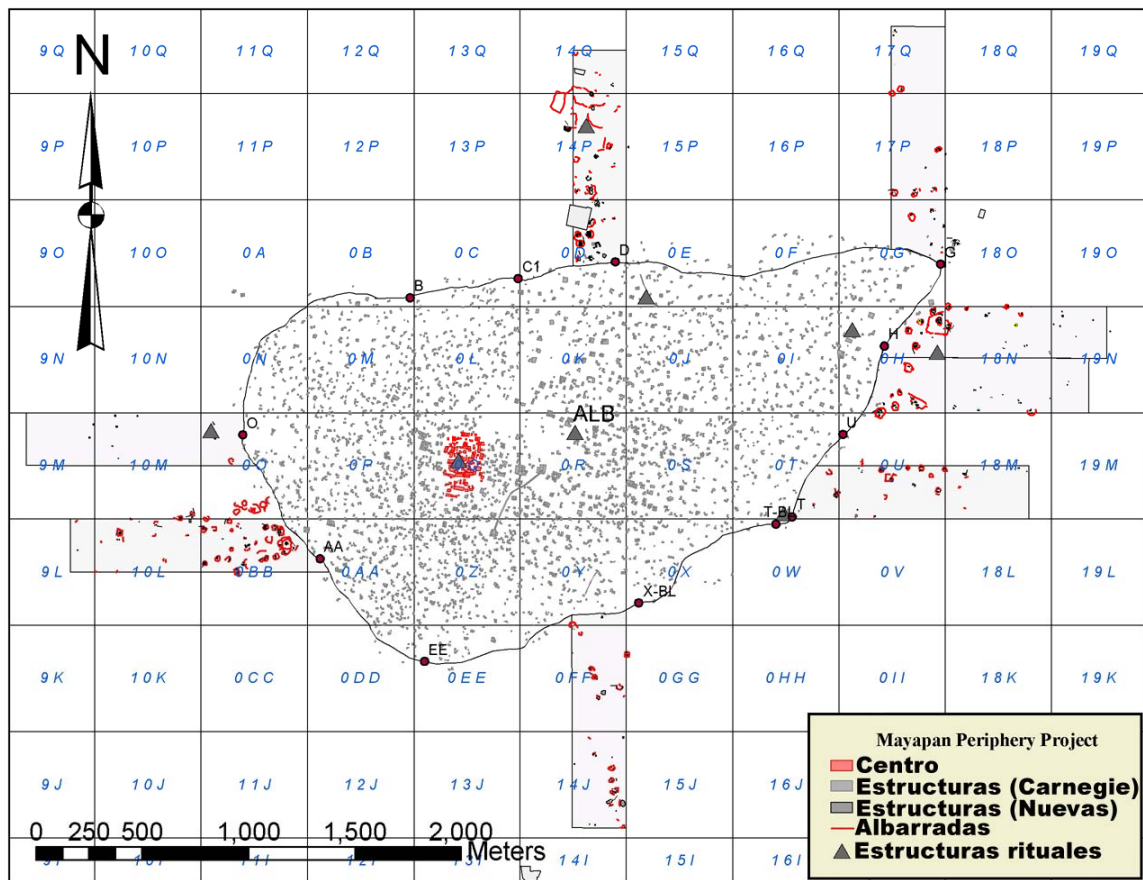 9Q 10Q 11Q 12Q 13Q 14Q 15Q 16Q 17Q 18Q 19Q
N
9P 10P 11P 12P 13P 14P 15P 16P 17P 18P 19P
9O 10O 0A 0B 0C 0D 0E 0F 0G 18O 19O
D
G
C1
B
9N 10N 0N 0M 0L 0K 0J 0I 0H 18N 19N
H
ALB
O
U
9M 10M 0O 0P 0R 0S 0T 0U 18M 19M
T-BL T
AA
9L 10L 0BB 0AA 0Z 0Y 0X 0W 0V 18L 19L
X-BL
EE
9K 10K 0CC 0DD 0EE 0FF 0GG 0HH 0II 18K 19K
9J 10J 11J 12J 13J 14J 15J 16J
0 250 500 1,000 1,500 2,000
Meters
14I 15I 16I
Mayapan Periphery Project
Centro
Estructuras (Carnegie)
Estructuras (Nuevas)
Albarradas
Estructuras rituales